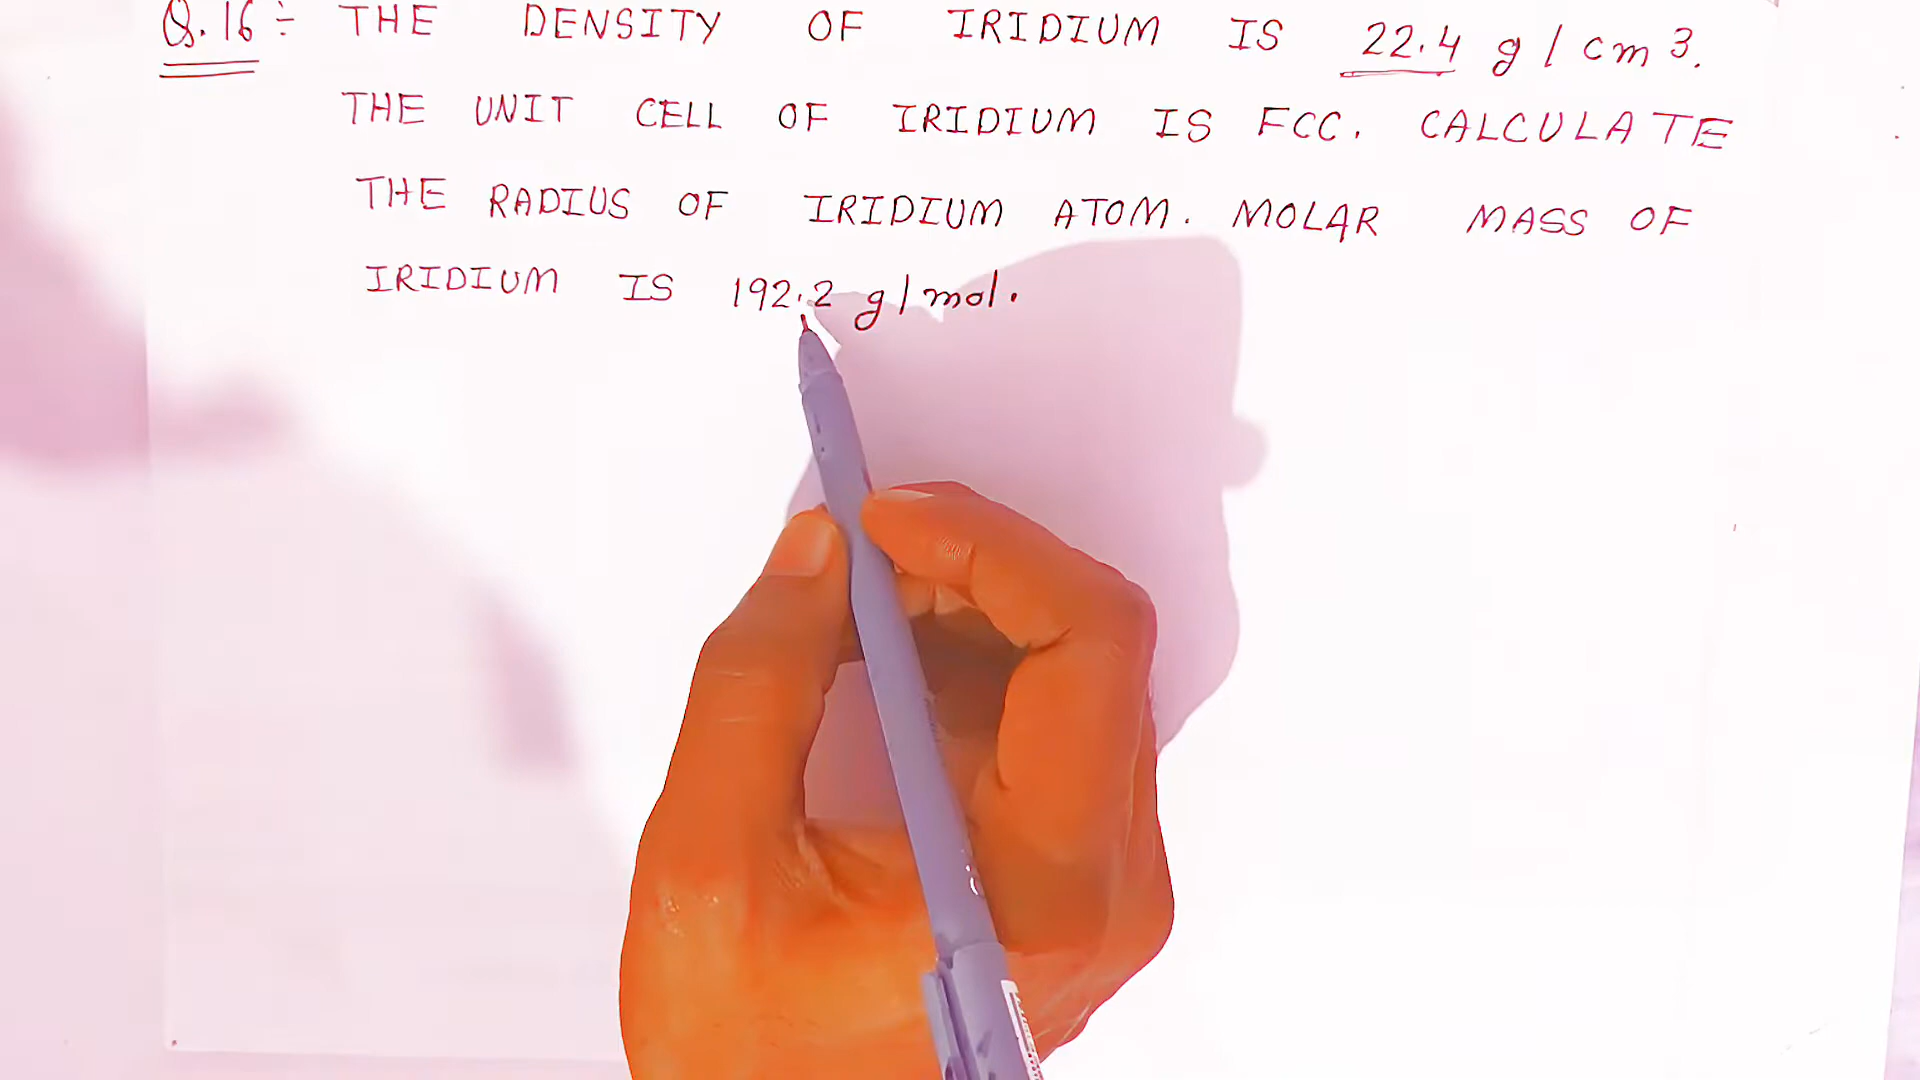 Q.16÷ THE DENSITY OF IRIDIUM IS 22.4 g/cm3.
THE UNIT CELL OF IRIDIUM IS FCC. CALCULATE
THE RADIUS OF IRIDIUM ATOM. MOLAR MASS OF
IRIDIUM IS 192.2 g/mol.